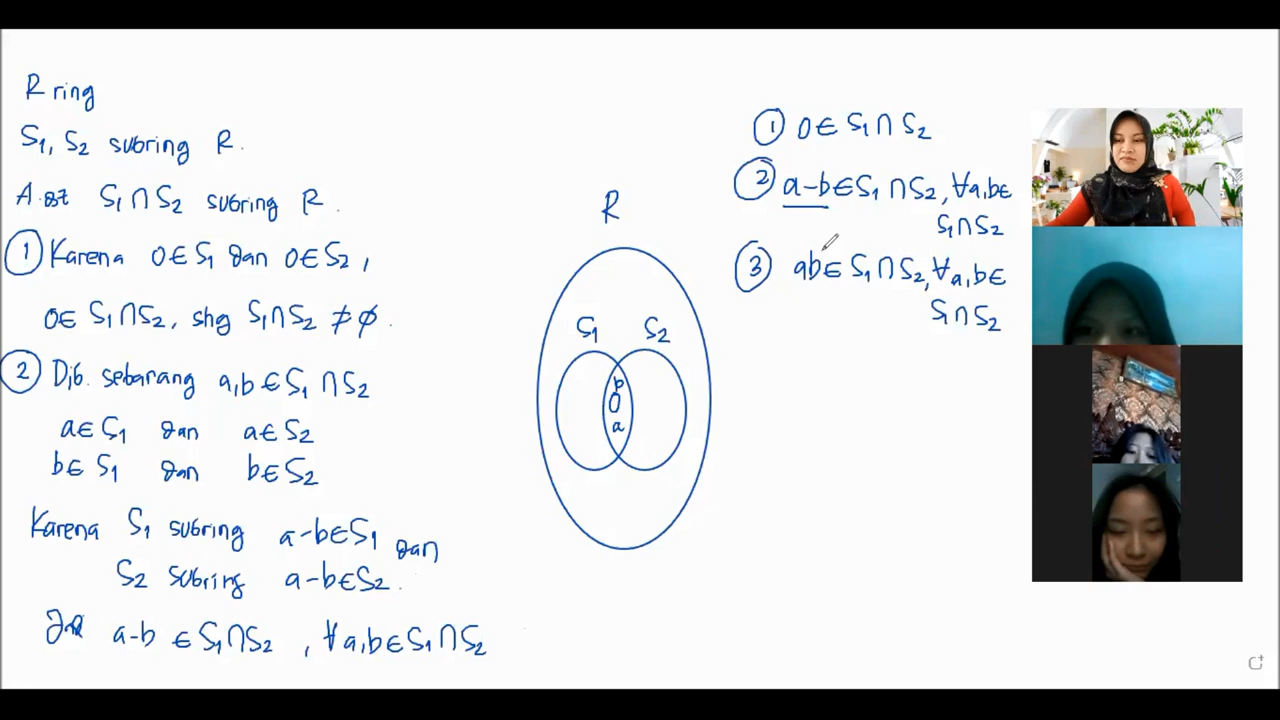 R ring
S1, S2 subring R.
A. S1 ∩ S2 subring R.
① Karena 0 ∈ S1 dan 0 ∈ S2,
0 ∈ S1 ∩ S2, shg S1 ∩ S2 ≠ ∅.
② Dib. sebarang a, b ∈ S1 ∩ S2
a ∈ S1 dan a ∈ S2
b ∈ S1 dan b ∈ S2
Karena S1 subring a-b ∈ S1 dan
S2 subring a-b ∈ S2.
a-b ∈ S1 ∩ S2, ∀ a, b ∈ S1 ∩ S2
R
S1 S2
b
0
a
① 0 ∈ S1 ∩ S2
② a-b ∈ S1 ∩ S2, ∀ a, b ∈
S1 ∩ S2
③ ab ∈ S1 ∩ S2, ∀ a, b ∈
S1 ∩ S2